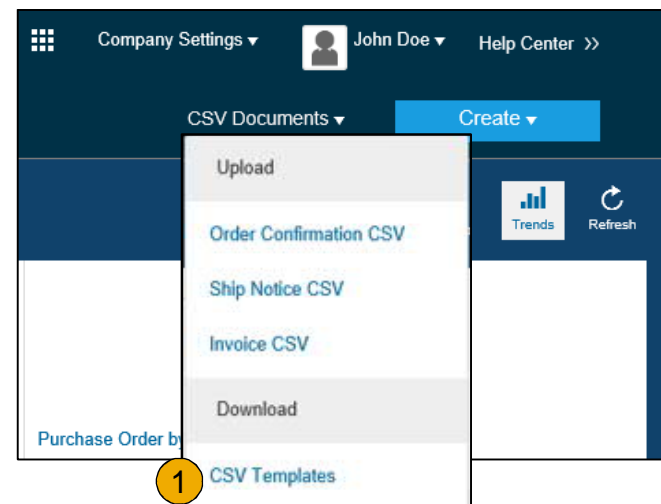 Company Settings ▾ John Doe ▾ Help Center >>
CSV Documents ▾ Create ▾
Upload
Trends Refresh
Order Confirmation CSV
Ship Notice CSV
Invoice CSV
Download
Purchase Order
1 CSV Templates